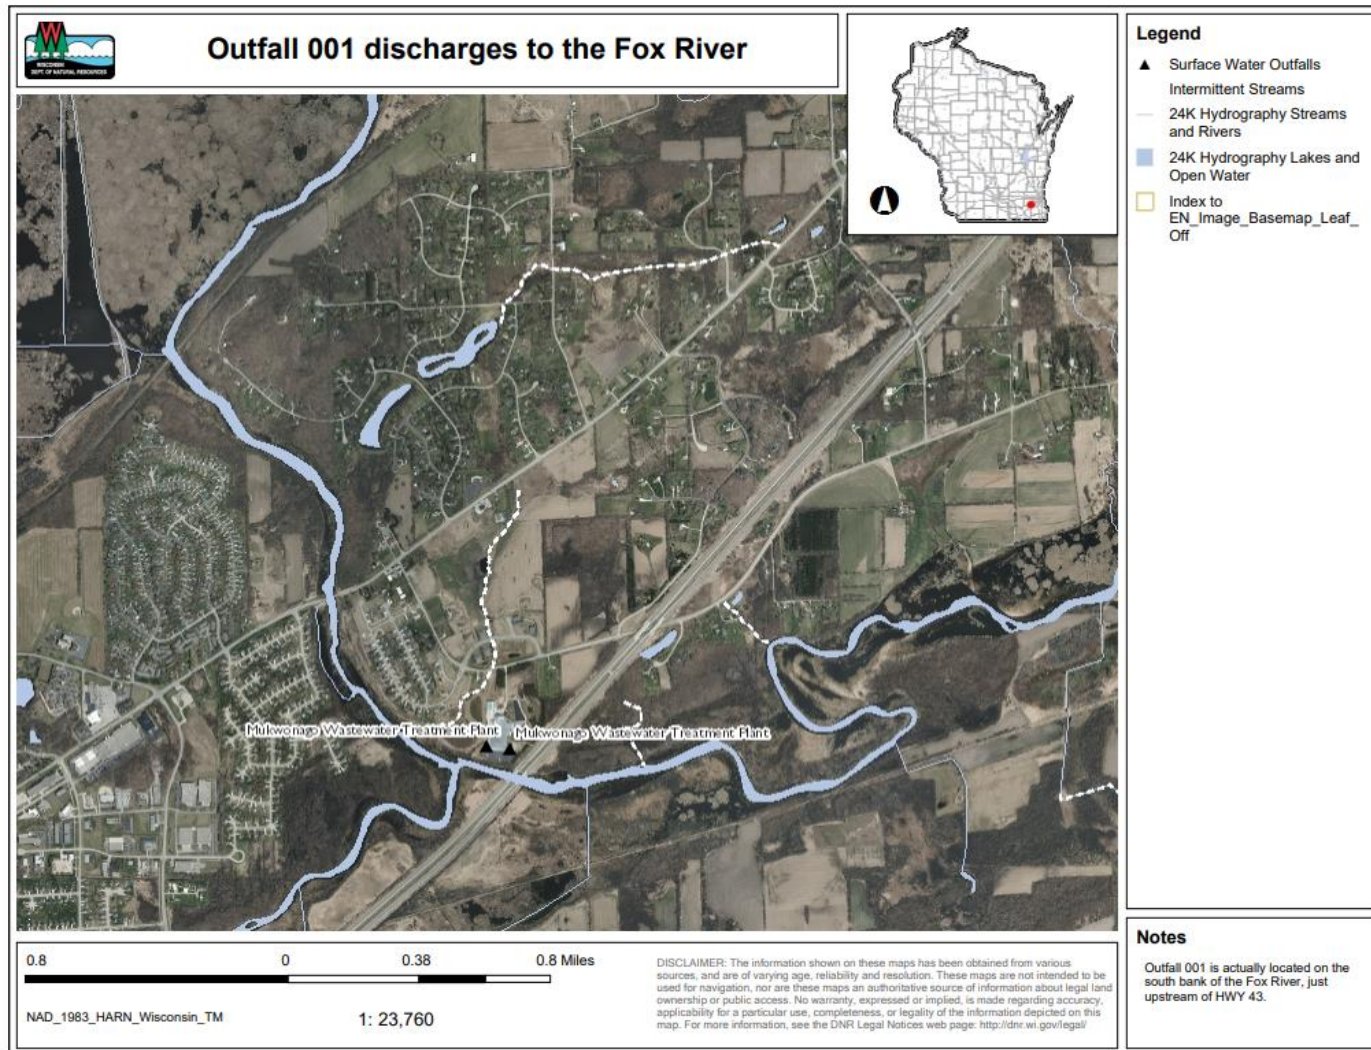 WISCONSIN
DEPT. OF NATURAL RESOURCES
Outfall 001 discharges to the Fox River
Legend
Surface Water Outfalls
Intermittent Streams
24K Hydrography Streams
and Rivers
24K Hydrography Lakes and
Open Water
Index to
EN_Image_Basemap_Leaf_
Off
Mukwonago Wastewater Treatment Plant
Mukwonago Wastewater Treatment Plant
0.8 0 0.38 0.8 Miles
NAD_1983_HARN_Wisconsin_TM
1: 23,760
DISCLAIMER: The information shown on these maps has been obtained from various
sources, and are of varying age, reliability and resolution. These maps are not intended to be
used for navigation, nor are these maps an authoritative source of information about legal land
ownership or public access. No warranty, expressed or implied, is made regarding accuracy,
applicability for a particular use, completeness, or legality of the information depicted on this
map. For more information, see the DNR Legal Notices web page: http://dnr.wi.gov/legal/
Notes
Outfall 001 is actually located on the
south bank of the Fox River, just
upstream of HWY 43.